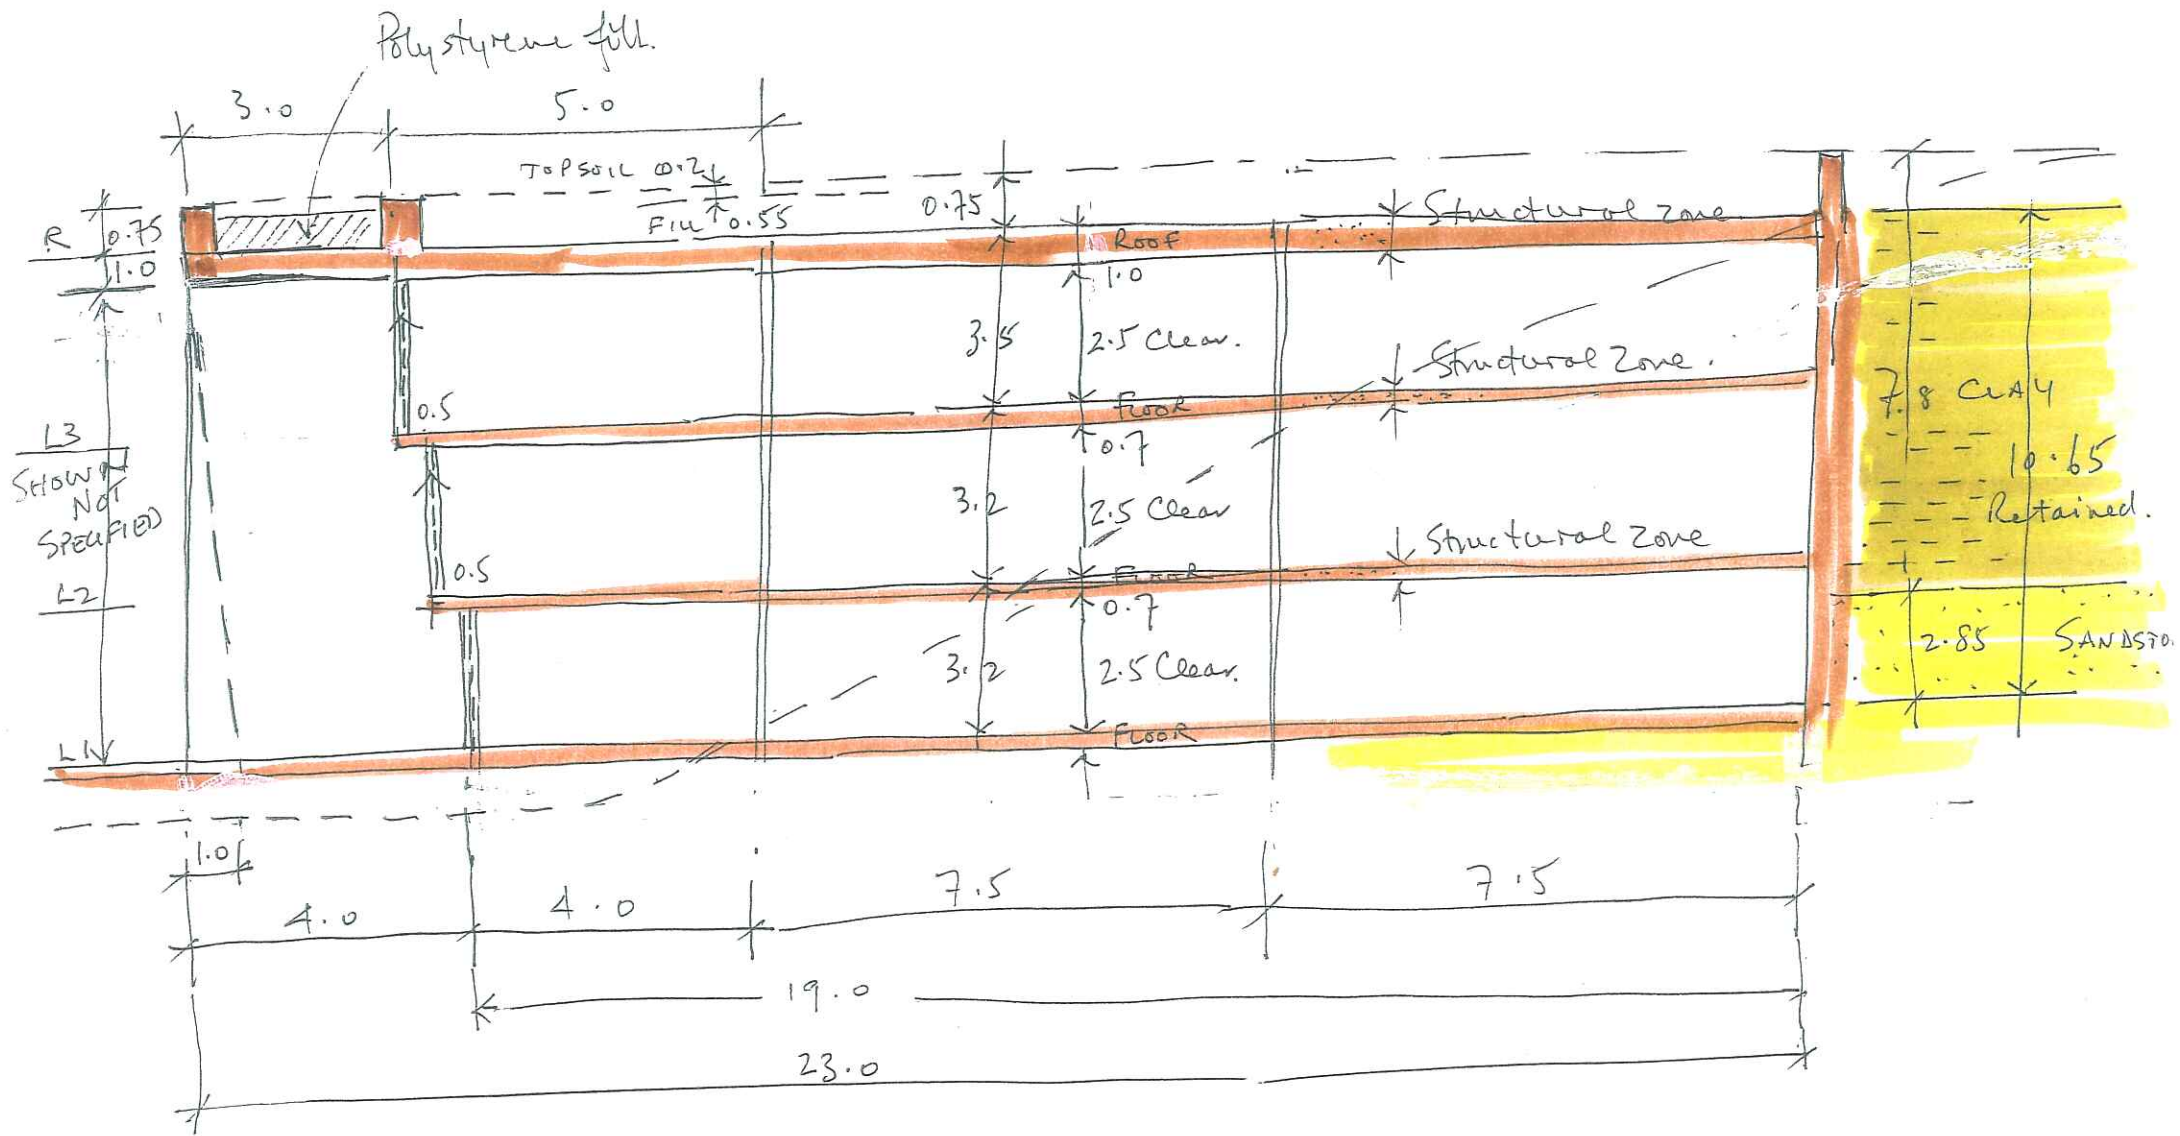 Polystyrene fill.
3.0
5.0
TOPSOIL 0.2
FILL 0.55
0.75
Structural zone
R
0.75
1.0
Roof
1.0
3.5
2.5 Clear.
Structural Zone.
0.5
Floor
7.8 CLAY
L3
0.7
10.65
SHOWN
NOT
SPECIFIED
3.2
2.5 Clear
Retained.
Structural Zone
0.5
Floor
L2
0.7
3.2
2.5 Clear.
2.85
SANDSTO
L1
FLOOR
1.0
4.0
4.0
7.5
7.5
19.0
23.0